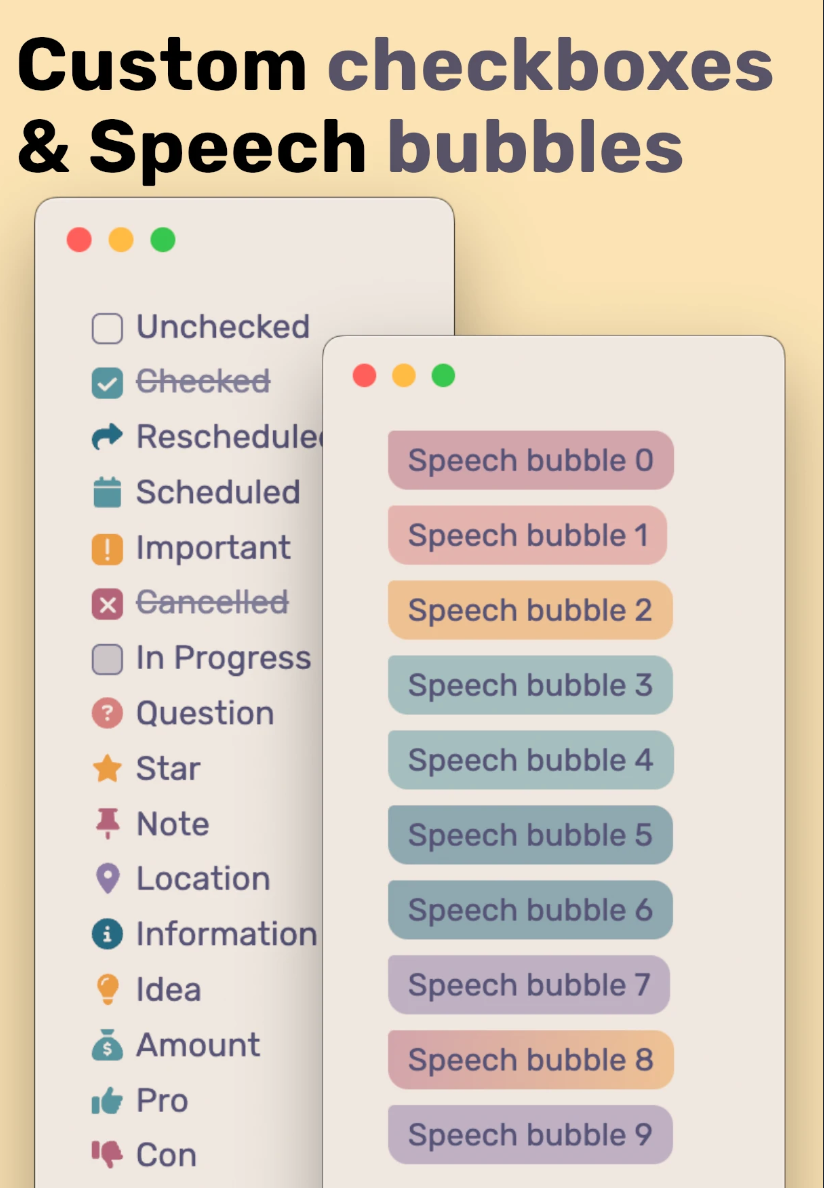 Custom checkboxes
& Speech bubbles
Unchecked
Checked
Rescheduled
Scheduled
Important
Cancelled
In Progress
Question
Star
Note
Location
Information
Idea
Amount
Pro
Con
Speech bubble 0
Speech bubble 1
Speech bubble 2
Speech bubble 3
Speech bubble 4
Speech bubble 5
Speech bubble 6
Speech bubble 7
Speech bubble 8
Speech bubble 9